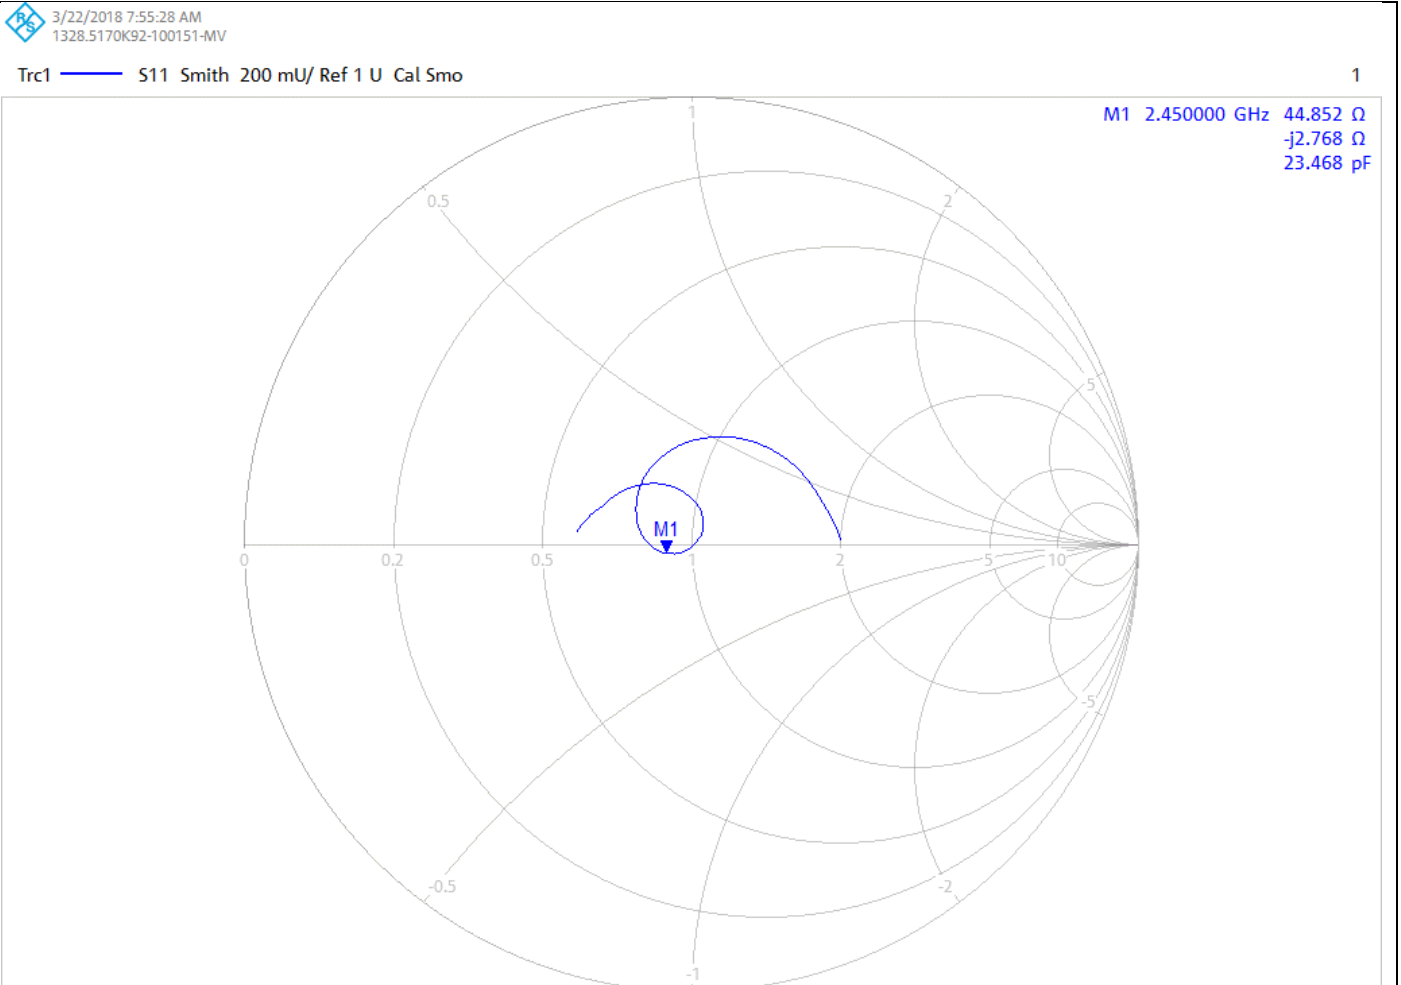 R&S
3/22/2018 7:55:28 AM
1328.5170K92-100151-MV
Trc1 S11 Smith 200 mU/ Ref 1 U Cal Smo 1
M1 2.450000 GHz 44.852 Ω
-j2.768 Ω
23.468 pF
1
0.5 2
5
M1
0 0.2 0.5 1 2 5 10
-5
-0.5 -2
-1